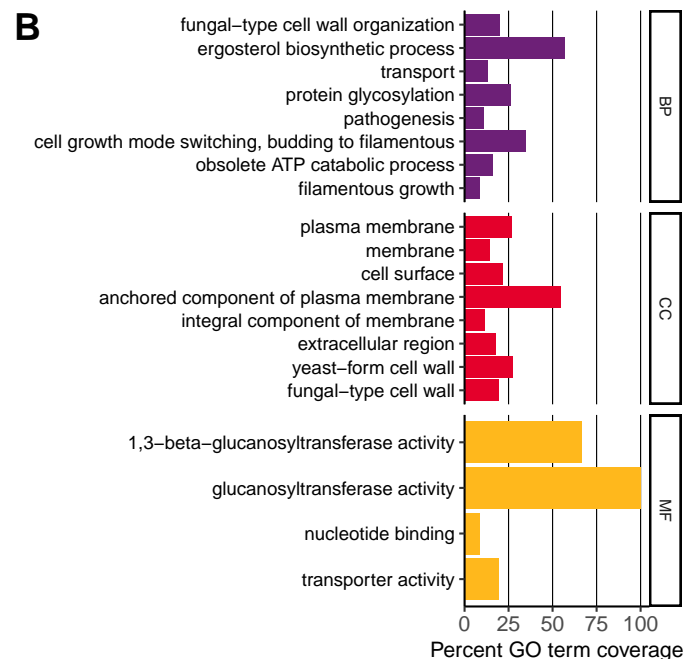 B
fungal−type cell wall organization
ergosterol biosynthetic process
transport
protein glycosylation
pathogenesis
cell growth mode switching, budding to filamentous
obsolete ATP catabolic process
filamentous growth
BP
plasma membrane
membrane
cell surface
anchored component of plasma membrane
integral component of membrane
extracellular region
yeast−form cell wall
fungal−type cell wall
CC
1,3−beta−glucanosyltransferase activity
glucanosyltransferase activity
nucleotide binding
transporter activity
MF
0 25 50 75 100
Percent GO term coverage